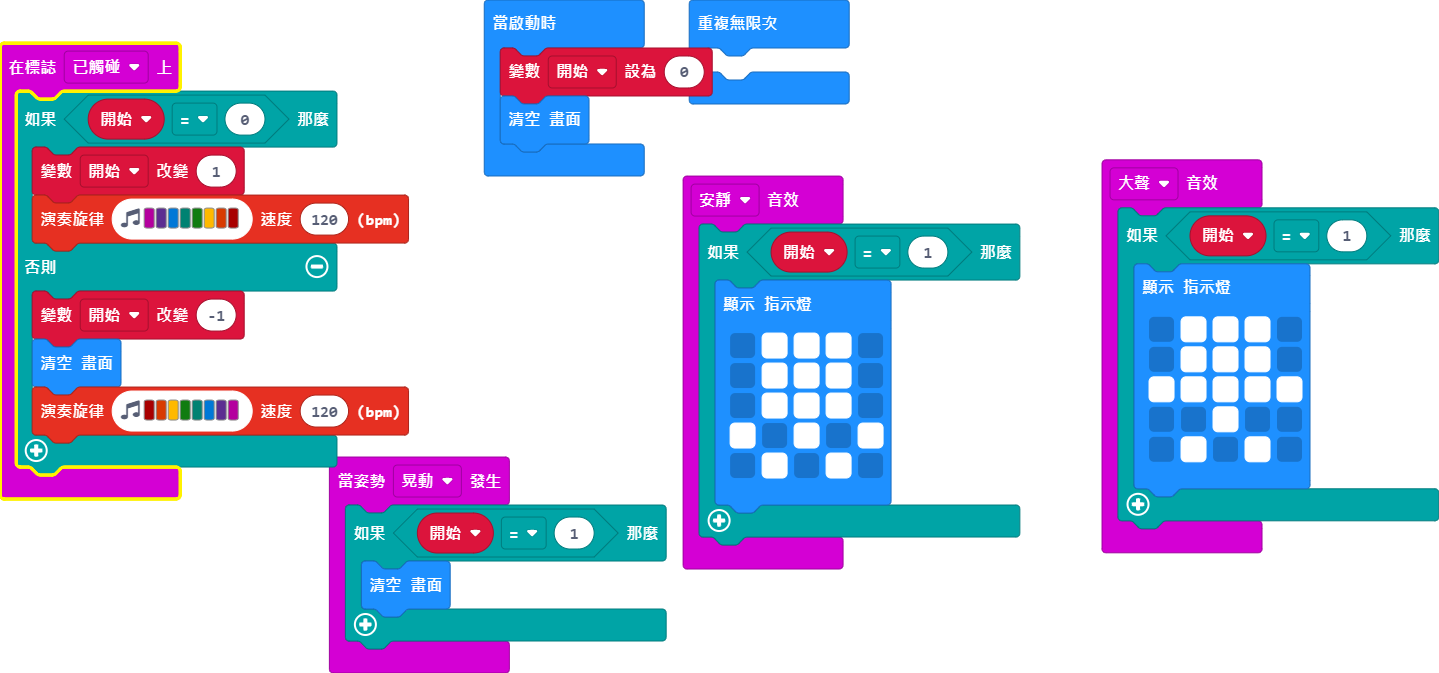 在標誌 已觸碰 上
如果 開始 = 0 那麼
變數 開始 改變 1
演奏旋律 速度 120 (bpm)
否則
變數 開始 改變 -1
清空 畫面
演奏旋律 速度 120 (bpm)
當啟動時
變數 開始 設為 0
清空 畫面
重複無限次
當姿勢 晃動 發生
如果 開始 = 1 那麼
清空 畫面
安靜 音效
如果 開始 = 1 那麼
顯示 指示燈
大聲 音效
如果 開始 = 1 那麼
顯示 指示燈